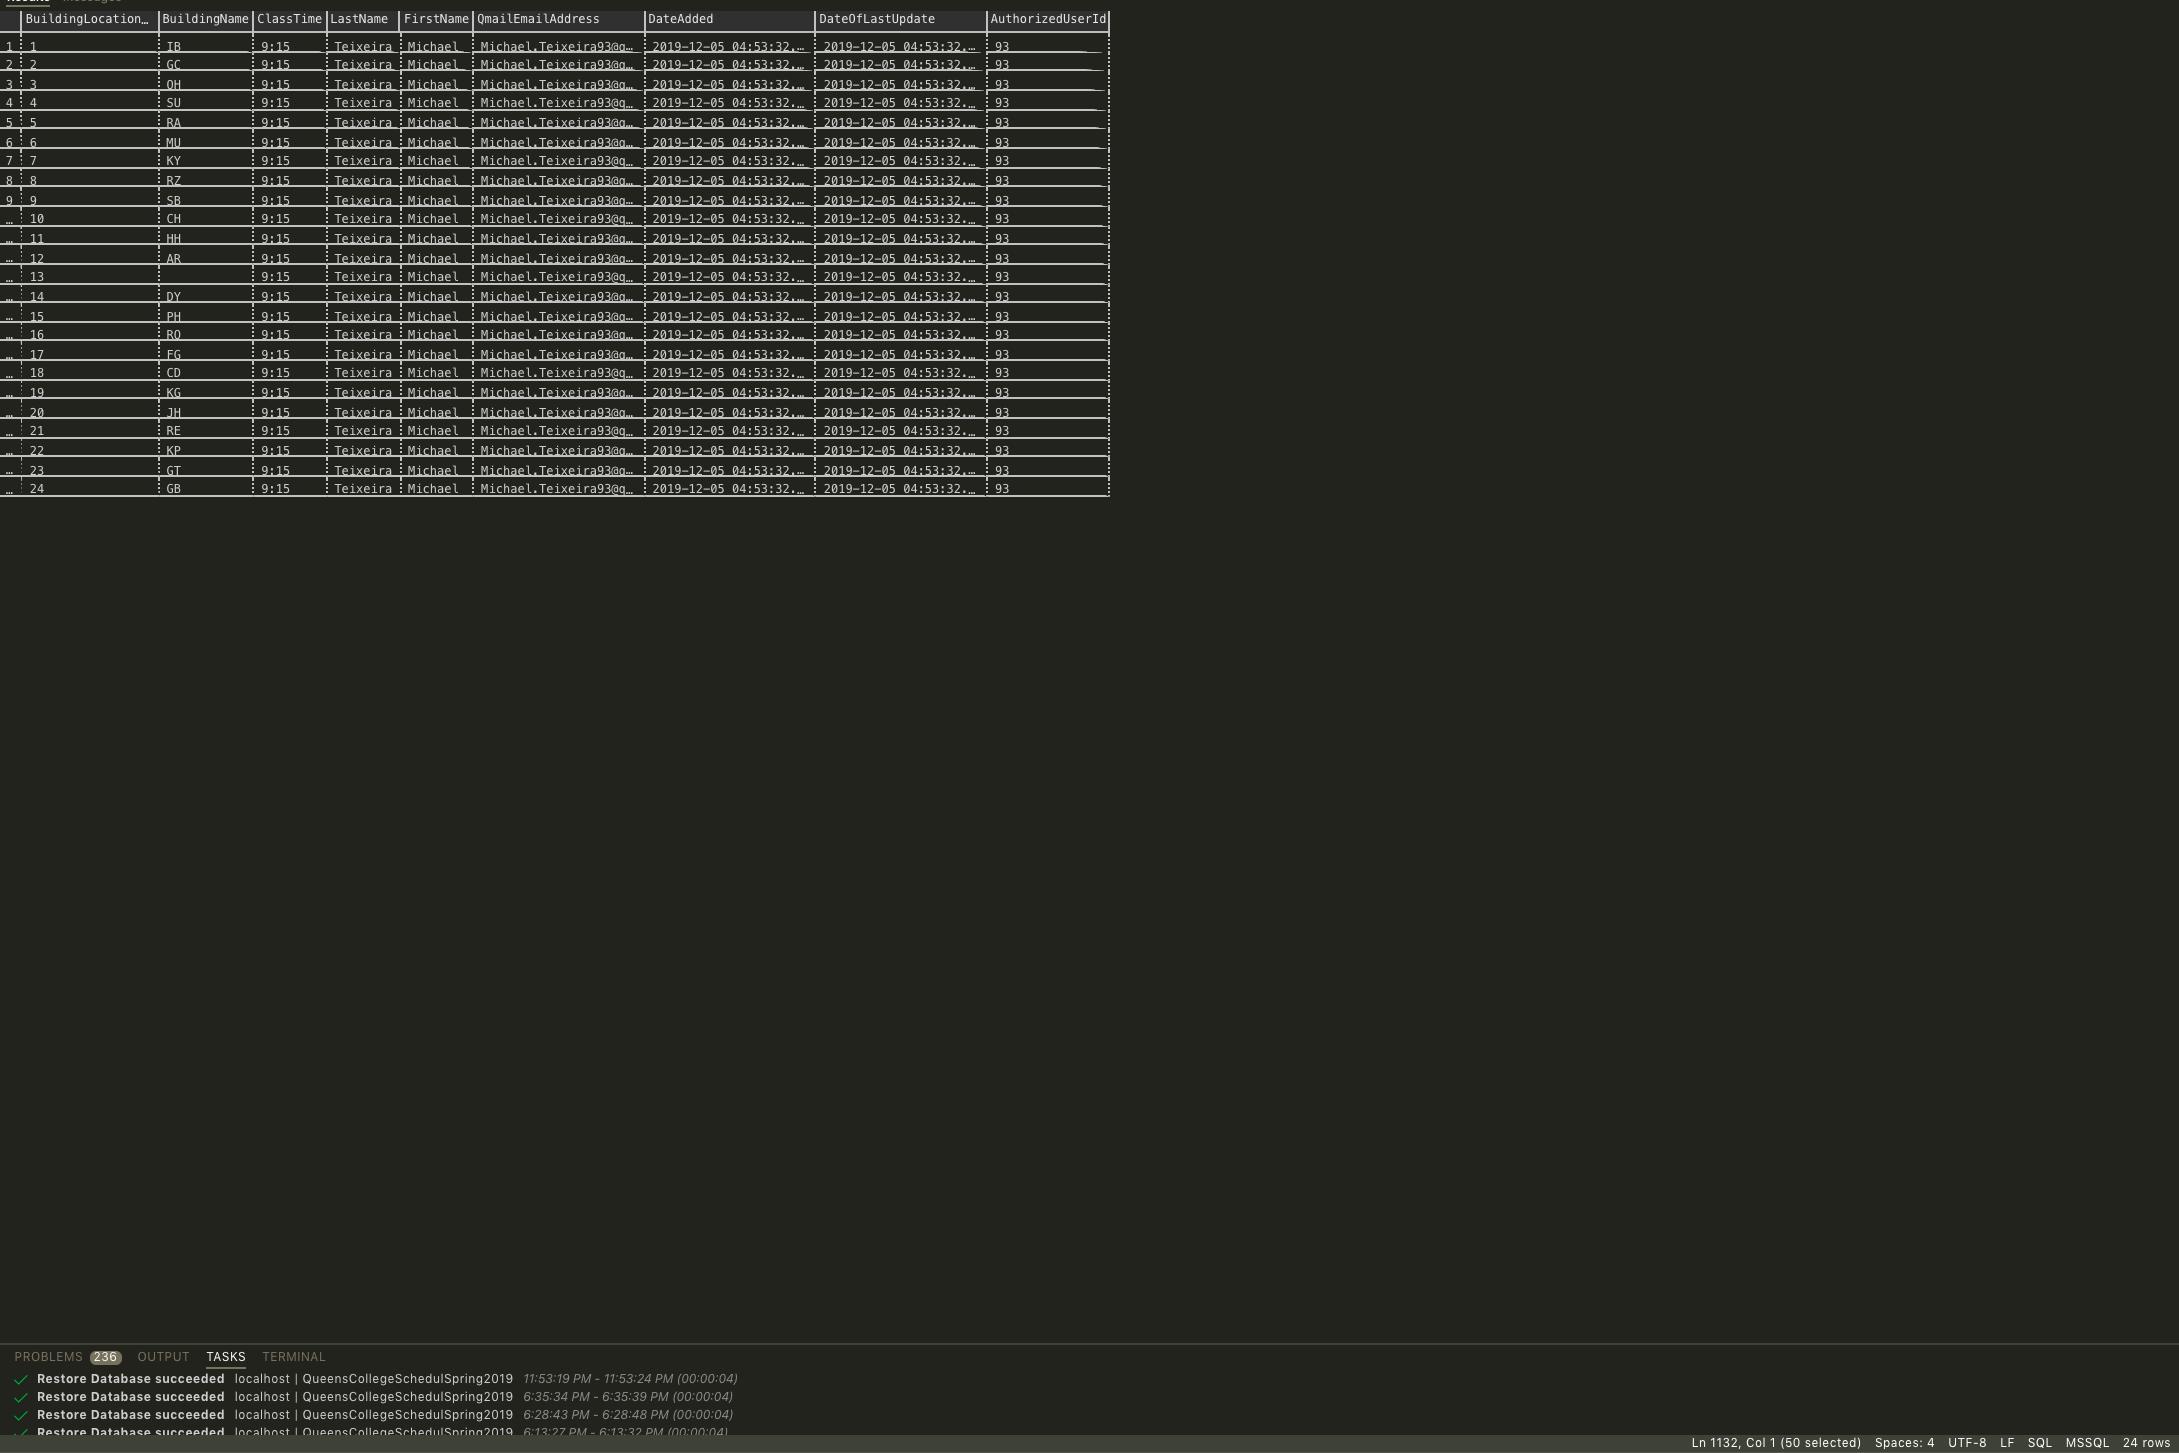 Results Messages
BuildingLocation… BuildingName ClassTime LastName FirstName QmailEmailAddress DateAdded DateOfLastUpdate AuthorizedUserId
1 1 IB 9:15 Teixeira Michael Michael.Teixeira93@q… 2019-12-05 04:53:32.… 2019-12-05 04:53:32.… 93
2 2 GC 9:15 Teixeira Michael Michael.Teixeira93@q… 2019-12-05 04:53:32.… 2019-12-05 04:53:32.… 93
3 3 QH 9:15 Teixeira Michael Michael.Teixeira93@q… 2019-12-05 04:53:32.… 2019-12-05 04:53:32.… 93
4 4 SU 9:15 Teixeira Michael Michael.Teixeira93@q… 2019-12-05 04:53:32.… 2019-12-05 04:53:32.… 93
5 5 RA 9:15 Teixeira Michael Michael.Teixeira93@q… 2019-12-05 04:53:32.… 2019-12-05 04:53:32.… 93
6 6 MU 9:15 Teixeira Michael Michael.Teixeira93@q… 2019-12-05 04:53:32.… 2019-12-05 04:53:32.… 93
7 7 KY 9:15 Teixeira Michael Michael.Teixeira93@q… 2019-12-05 04:53:32.… 2019-12-05 04:53:32.… 93
8 8 RZ 9:15 Teixeira Michael Michael.Teixeira93@q… 2019-12-05 04:53:32.… 2019-12-05 04:53:32.… 93
9 9 SB 9:15 Teixeira Michael Michael.Teixeira93@q… 2019-12-05 04:53:32.… 2019-12-05 04:53:32.… 93
… 10 CH 9:15 Teixeira Michael Michael.Teixeira93@q… 2019-12-05 04:53:32.… 2019-12-05 04:53:32.… 93
… 11 HH 9:15 Teixeira Michael Michael.Teixeira93@q… 2019-12-05 04:53:32.… 2019-12-05 04:53:32.… 93
… 12 AR 9:15 Teixeira Michael Michael.Teixeira93@q… 2019-12-05 04:53:32.… 2019-12-05 04:53:32.… 93
… 13 9:15 Teixeira Michael Michael.Teixeira93@q… 2019-12-05 04:53:32.… 2019-12-05 04:53:32.… 93
… 14 DY 9:15 Teixeira Michael Michael.Teixeira93@q… 2019-12-05 04:53:32.… 2019-12-05 04:53:32.… 93
… 15 PH 9:15 Teixeira Michael Michael.Teixeira93@q… 2019-12-05 04:53:32.… 2019-12-05 04:53:32.… 93
… 16 RO 9:15 Teixeira Michael Michael.Teixeira93@q… 2019-12-05 04:53:32.… 2019-12-05 04:53:32.… 93
… 17 FG 9:15 Teixeira Michael Michael.Teixeira93@q… 2019-12-05 04:53:32.… 2019-12-05 04:53:32.… 93
… 18 CD 9:15 Teixeira Michael Michael.Teixeira93@q… 2019-12-05 04:53:32.… 2019-12-05 04:53:32.… 93
… 19 KG 9:15 Teixeira Michael Michael.Teixeira93@q… 2019-12-05 04:53:32.… 2019-12-05 04:53:32.… 93
… 20 JH 9:15 Teixeira Michael Michael.Teixeira93@q… 2019-12-05 04:53:32.… 2019-12-05 04:53:32.… 93
… 21 RE 9:15 Teixeira Michael Michael.Teixeira93@q… 2019-12-05 04:53:32.… 2019-12-05 04:53:32.… 93
… 22 KP 9:15 Teixeira Michael Michael.Teixeira93@q… 2019-12-05 04:53:32.… 2019-12-05 04:53:32.… 93
… 23 GT 9:15 Teixeira Michael Michael.Teixeira93@q… 2019-12-05 04:53:32.… 2019-12-05 04:53:32.… 93
… 24 GB 9:15 Teixeira Michael Michael.Teixeira93@q… 2019-12-05 04:53:32.… 2019-12-05 04:53:32.… 93
PROBLEMS 236 OUTPUT TASKS TERMINAL
Restore Database succeeded localhost | QueensCollegeSchedulSpring2019 11:53:19 PM - 11:53:24 PM (00:00:04)
Restore Database succeeded localhost | QueensCollegeSchedulSpring2019 6:35:34 PM - 6:35:39 PM (00:00:04)
Restore Database succeeded localhost | QueensCollegeSchedulSpring2019 6:28:43 PM - 6:28:48 PM (00:00:04)
Restore Database succeeded localhost | QueensCollegeSchedulSpring2019 6:13:27 PM - 6:13:32 PM (00:00:04)
Ln 1132, Col 1 (50 selected) Spaces: 4 UTF-8 LF SQL MSSQL 24 rows